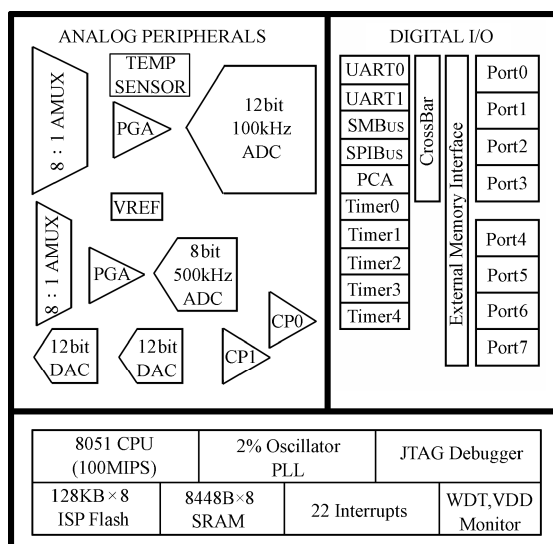 ANALOG PERIPHERALS
8 : 1 AMUX
TEMP
SENSOR
PGA
12bit
100kHz
ADC
VREF
8 : 1 AMUX
PGA
8bit
500kHz
ADC
CP0
CP1
12bit
DAC
12bit
DAC
DIGITAL I/O
UART0
UART1
SMBUS
SPIBUS
PCA
Timer0
Timer1
Timer2
Timer3
Timer4
CrossBar
External Memory Interface
Port0
Port1
Port2
Port3
Port4
Port5
Port6
Port7
8051 CPU
(100MIPS)
2% Oscillator
PLL
JTAG Debugger
128KB×8
ISP Flash
8448B×8
SRAM
22 Interrupts
WDT,VDD
Monitor